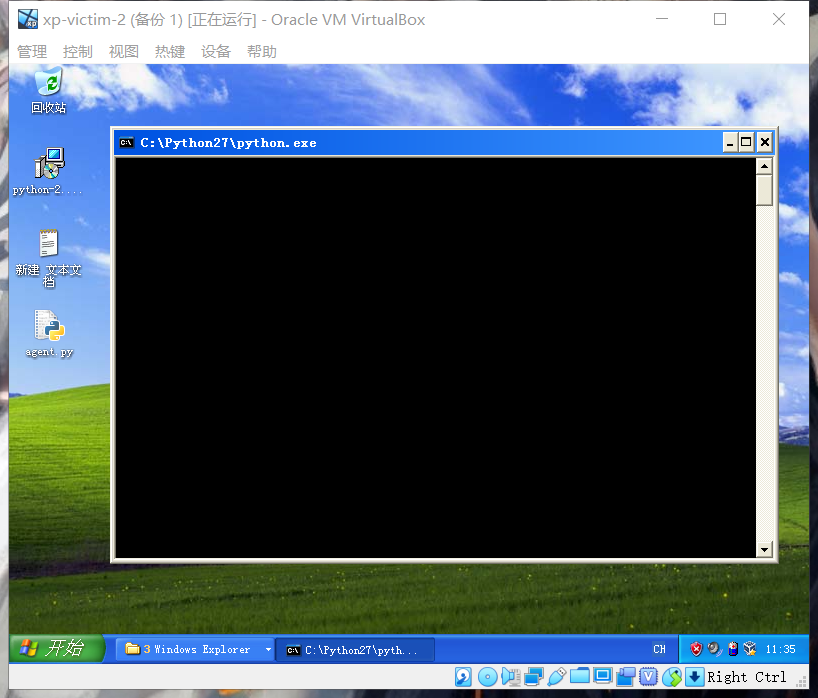 xp-victim-2 (备份 1) [正在运行] - Oracle VM VirtualBox
管理 控制 视图 热键 设备 帮助
回收站
C:\Python27\python.exe
python-2....
新建 文本文
档
agent.py
开始 3 Windows Explorer C:\Python27\pyth... CH 11:35
Right Ctrl